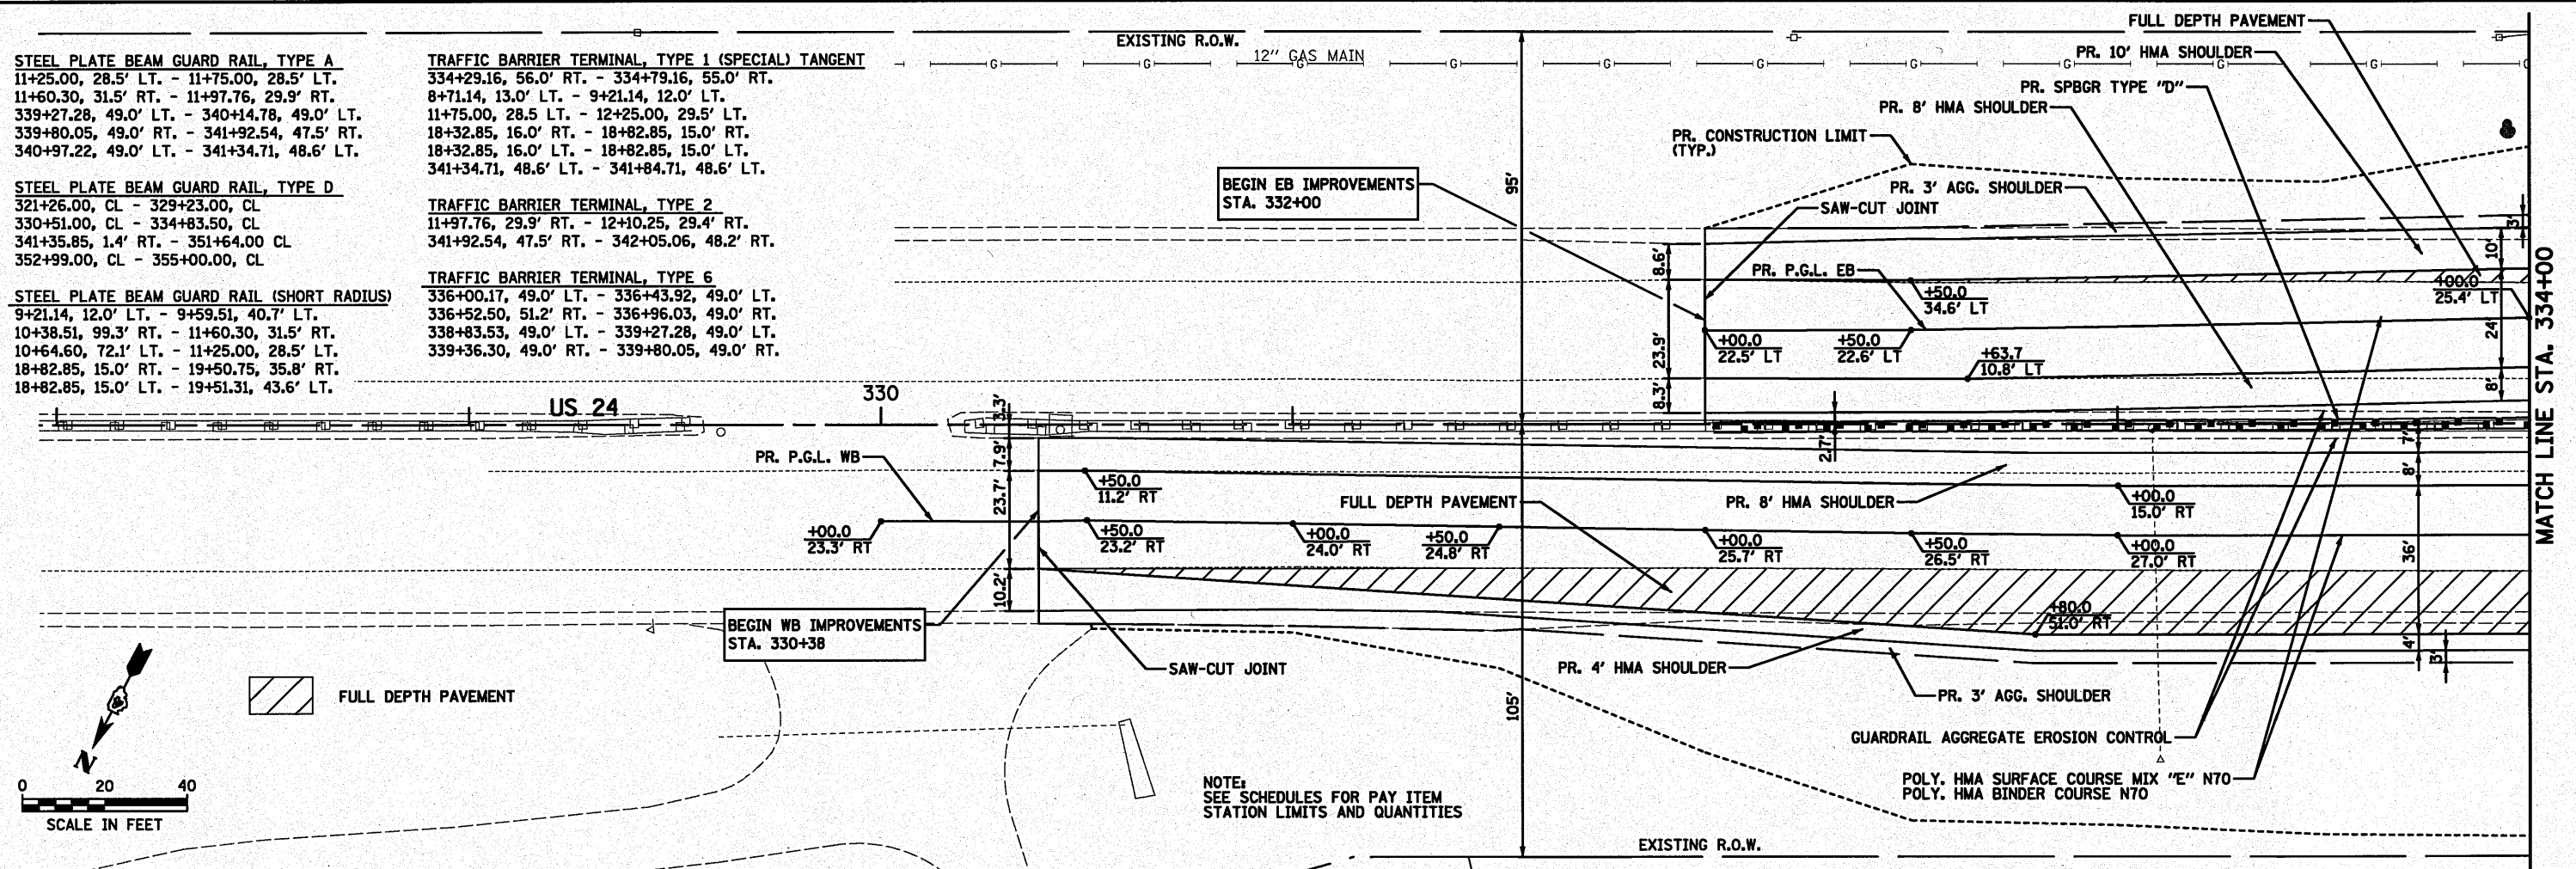 STEEL PLATE BEAM GUARD RAIL, TYPE A
11+25.00, 28.5' LT. - 11+75.00, 28.5' LT.
11+60.30, 31.5' RT. - 11+97.76, 29.9' RT.
339+27.28, 49.0' LT. - 340+14.78, 49.0' LT.
339+80.05, 49.0' RT. - 341+92.54, 47.5' RT.
340+97.22, 49.0' LT. - 341+34.71, 48.6' LT.
STEEL PLATE BEAM GUARD RAIL, TYPE D
321+26.00, CL - 329+23.00, CL
330+51.00, CL - 334+83.50, CL
341+35.85, 1.4' RT. - 351+64.00 CL
352+99.00, CL - 355+00.00, CL
STEEL PLATE BEAM GUARD RAIL (SHORT RADIUS)
9+21.14, 12.0' LT. - 9+59.51, 40.7' LT.
10+38.51, 99.3' RT. - 11+60.30, 31.5' RT.
10+64.60, 72.1' LT. - 11+25.00, 28.5' LT.
18+82.85, 15.0' RT. - 19+50.75, 35.8' RT.
18+82.85, 15.0' LT. - 19+51.31, 43.6' LT.
TRAFFIC BARRIER TERMINAL, TYPE 1 (SPECIAL) TANGENT
334+29.16, 56.0' RT. - 334+79.16, 55.0' RT.
8+71.14, 13.0' LT. - 9+21.14, 12.0' LT.
11+75.00, 28.5 LT. - 12+25.00, 29.5' LT.
18+32.85, 16.0' RT. - 18+82.85, 15.0' RT.
18+32.85, 16.0' LT. - 18+82.85, 15.0' LT.
341+34.71, 48.6' LT. - 341+84.71, 48.6' LT.
TRAFFIC BARRIER TERMINAL, TYPE 2
11+97.76, 29.9' RT. - 12+10.25, 29.4' RT.
341+92.54, 47.5' RT. - 342+05.06, 48.2' RT.
TRAFFIC BARRIER TERMINAL, TYPE 6
336+00.17, 49.0' LT. - 336+43.92, 49.0' LT.
336+52.50, 51.2' RT. - 336+96.03, 49.0' RT.
338+83.53, 49.0' LT. - 339+27.28, 49.0' LT.
339+36.30, 49.0' RT. - 339+80.05, 49.0' RT.
EXISTING R.O.W.
12" GAS MAIN
G G G G G G G G G G
FULL DEPTH PAVEMENT
PR. 10' HMA SHOULDER
PR. SPBGR TYPE "D"
PR. 8' HMA SHOULDER
PR. CONSTRUCTION LIMIT
(TYP.)
BEGIN EB IMPROVEMENTS
STA. 332+00
95'
PR. 3' AGG. SHOULDER
SAW-CUT JOINT
3'
10'
8.6'
PR. P.G.L. EB
+50.0
34.6' LT
+00.0
25.4' LT
24'
23.9'
+00.0
22.5' LT
+50.0
22.6' LT
+63.7
10.8' LT
8'
8.3'
MATCH LINE STA. 334+00
US 24
330
3.3'
7.9'
2.7'
7'
8'
PR. P.G.L. WB
+50.0
11.2' RT
23.7'
FULL DEPTH PAVEMENT
PR. 8' HMA SHOULDER
+00.0
15.0' RT
+00.0
23.3' RT
+50.0
23.2' RT
+00.0
24.0' RT
+50.0
24.8' RT
+00.0
25.7' RT
+50.0
26.5' RT
+00.0
27.0' RT
36'
10.2'
+80.0
51.0' RT
BEGIN WB IMPROVEMENTS
STA. 330+38
SAW-CUT JOINT
4'
3'
PR. 4' HMA SHOULDER
PR. 3' AGG. SHOULDER
105'
FULL DEPTH PAVEMENT
GUARDRAIL AGGREGATE EROSION CONTROL
POLY. HMA SURFACE COURSE MIX "E" N70
POLY. HMA BINDER COURSE N70
N
0 20 40
SCALE IN FEET
NOTE:
SEE SCHEDULES FOR PAY ITEM
STATION LIMITS AND QUANTITIES
EXISTING R.O.W.